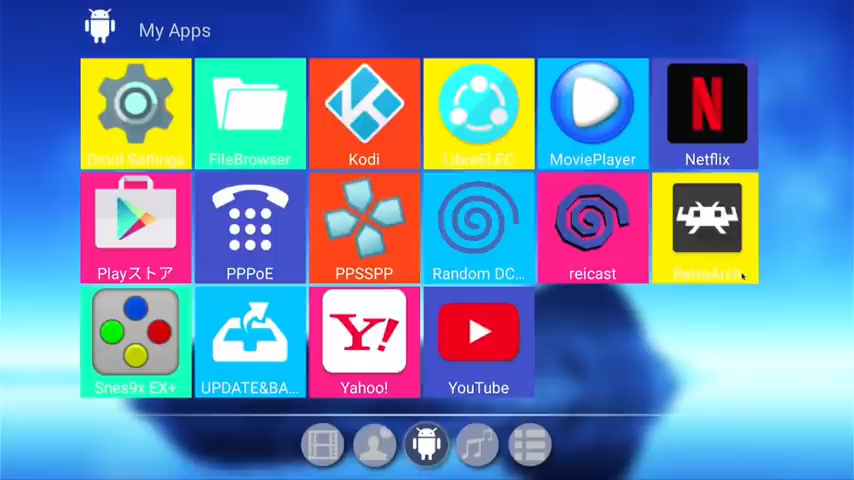 My Apps
Droid Settings
FileBrowser
Kodi
LibreELEC
MoviePlayer
N
Netflix
Playストア
PPPoE
PPSSPP
Random DC...
reicast
RetroArch
Snes9x EX+
UPDATE&BA...
Y!
Yahoo!
YouTube